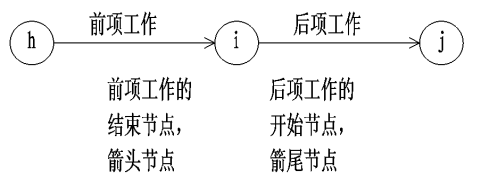 前项工作 后项工作
h i j
前项工作的 后项工作的
结束节点， 开始节点，
箭头节点 箭尾节点